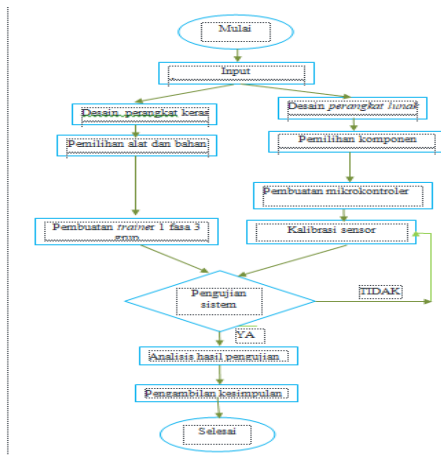 Mulai
Input
Desain perangkat keras
Desain perangkat lunak
Pemilihan alat dan bahan
Pemilihan komponen
Pembuatan mikrokontroler
Pembuatan trainer 1 fasa 3
grup
Kalibrasi sensor
Pengujian
sistem
TIDAK
YA
Analisis hasil pengujian
Pengambilan kesimpulan
Selesai